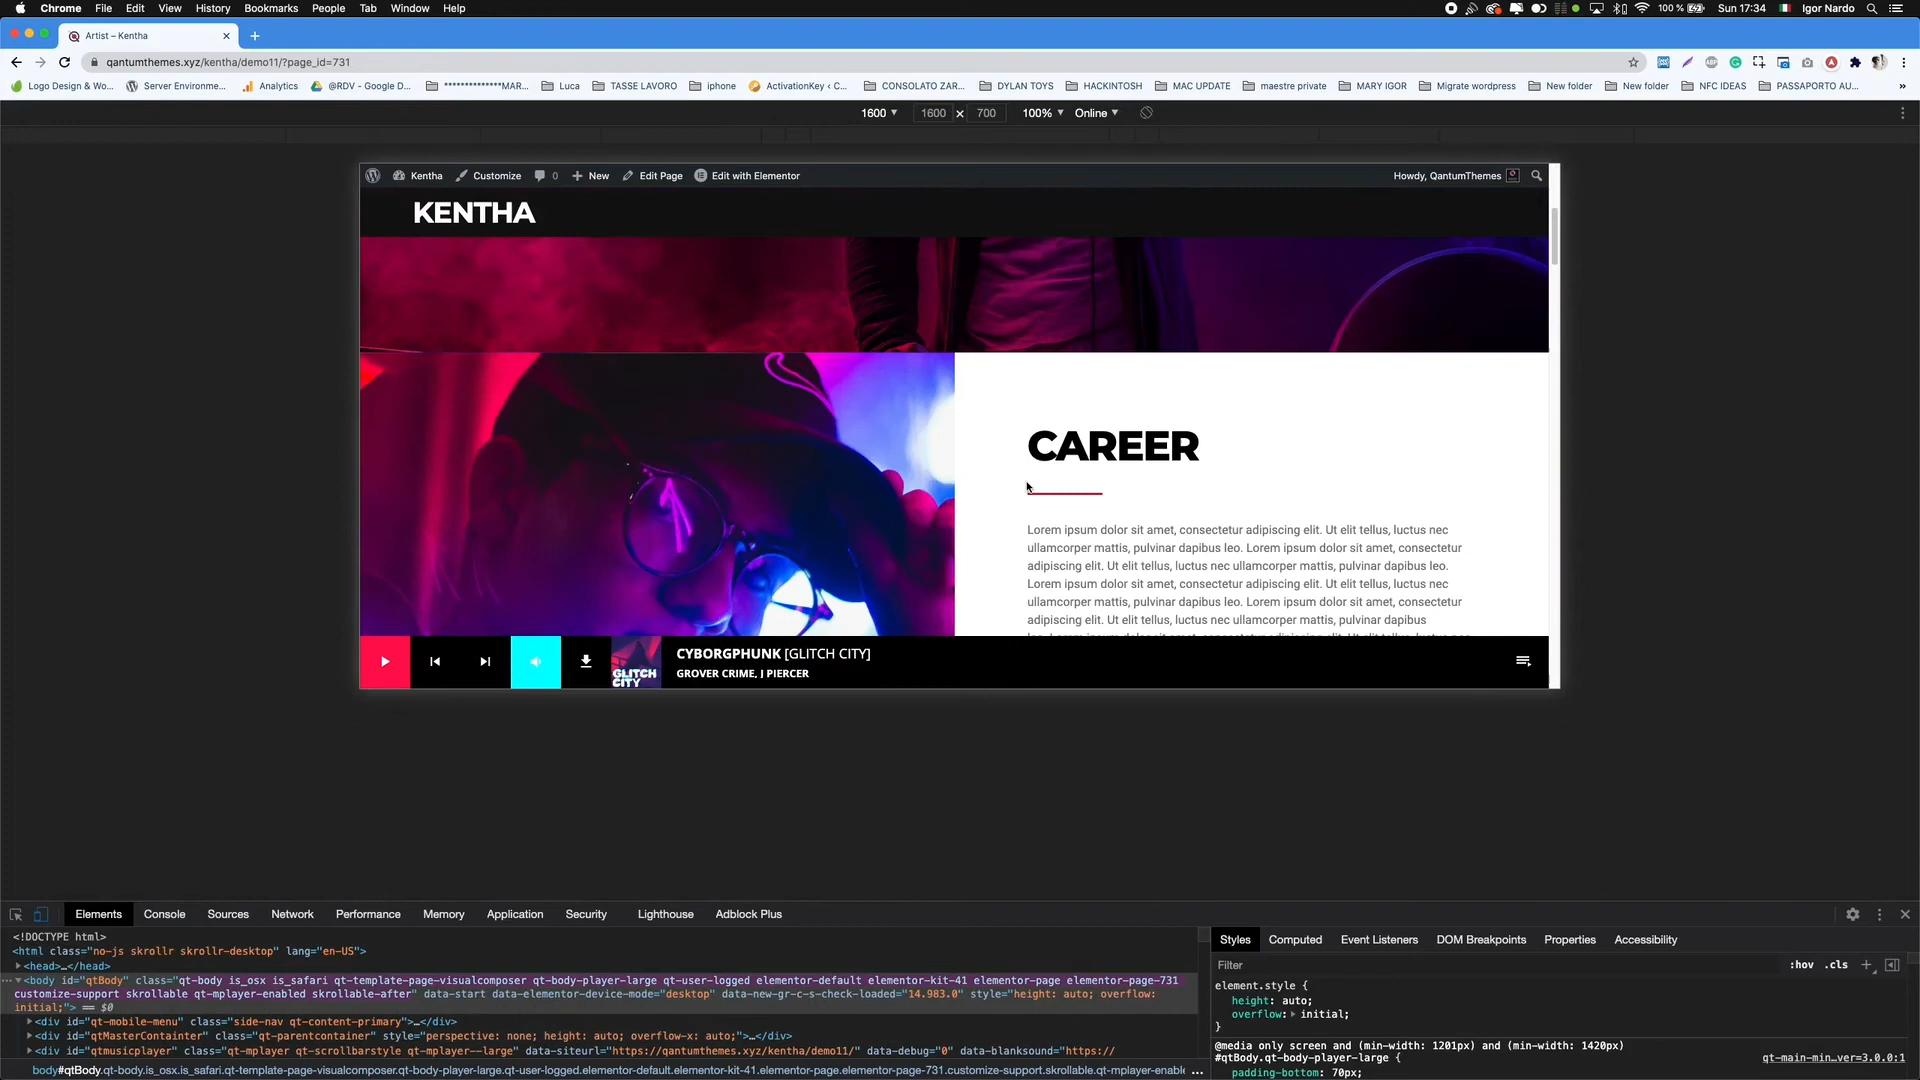 Chrome File Edit View History Bookmarks People Tab Window Help 100 % Sun 17:34 Igor Nardo
Artist – Kentha
qantumthemes.xyz/kentha/demo11/?page_id=731
Logo Design & Wo... Server Environme... Analytics @RDV - Google D... **************MAR... Luca TASSE LAVORO iphone ActivationKey ‹ C... CONSOLATO ZAR... DYLAN TOYS HACKINTOSH MAC UPDATE maestre private MARY IGOR Migrate wordpress New folder New folder NFC IDEAS PASSAPORTO AU... »
1600 1600 × 700 100% Online
Kentha Customize 0 New Edit Page Edit with Elementor Howdy, QantumThemes
KENTHA
CAREER
Lorem ipsum dolor sit amet, consectetur adipiscing elit. Ut elit tellus, luctus nec
ullamcorper mattis, pulvinar dapibus leo. Lorem ipsum dolor sit amet, consectetur
adipiscing elit. Ut elit tellus, luctus nec ullamcorper mattis, pulvinar dapibus leo.
Lorem ipsum dolor sit amet, consectetur adipiscing elit. Ut elit tellus, luctus nec
ullamcorper mattis, pulvinar dapibus leo. Lorem ipsum dolor sit amet, consectetur
adipiscing elit. Ut elit tellus, luctus nec ullamcorper mattis, pulvinar dapibus
GLITCH
CITY
CYBORGPHUNK [GLITCH CITY]
GROVER CRIME, J PIERCER
Elements Console Sources Network Performance Memory Application Security Lighthouse Adblock Plus
<!DOCTYPE html>
<html class="no-js skrollr skrollr-desktop" lang="en-US">
<head>…</head>
<body id="qtBody" class="qt-body is_osx is_safari qt-template-page-visualcomposer qt-body-player-large qt-user-logged elementor-default elementor-kit-41 elementor-page elementor-page-731
customize-support skrollable qt-mplayer-enabled skrollable-after" data-start data-elementor-device-mode="desktop" data-new-gr-c-s-check-loaded="14.983.0" style="height: auto; overflow:
initial;"> == $0
<div id="qt-mobile-menu" class="side-nav qt-content-primary">…</div>
<div id="qtMasterContainter" class="qt-parentcontainer" style="perspective: none; height: auto; overflow-x: auto;">…</div>
<div id="qtmusicplayer" class="qt-mplayer qt-scrollbarstyle qt-mplayer--large" data-siteurl="https://qantumthemes.xyz/kentha/demo11/" data-debug="0" data-blanksound="https://
body#qtBody.qt-body.is_osx.is_safari.qt-template-page-visualcomposer.qt-body-player-large.qt-user-logged.elementor-default.elementor-kit-41.elementor-page.elementor-page-731.customize-support.skrollable.qt-mplayer-enable ...
Styles Computed Event Listeners DOM Breakpoints Properties Accessibility
Filter :hov .cls +
element.style {
height: auto;
overflow: initial;
}
@media only screen and (min-width: 1201px) and (min-width: 1420px)
#qtBody.qt-body-player-large { qt-main-min…ver=3.0.0:1
padding-bottom: 70px;